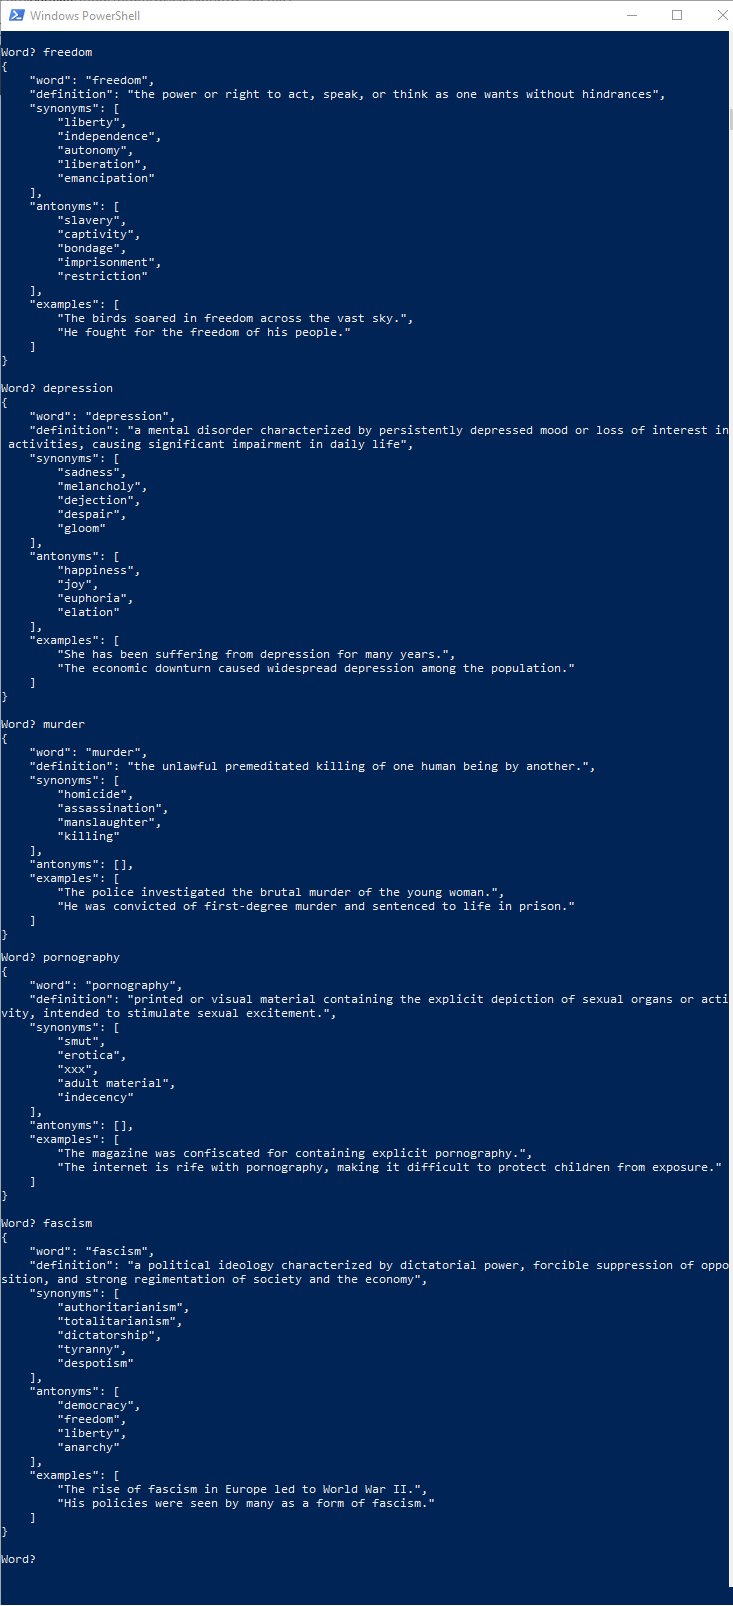 Windows PowerShell
Word? freedom
{
    "word": "freedom",
    "definition": "the power or right to act, speak, or think as one wants without hindrances",
    "synonyms": [
        "liberty",
        "independence",
        "autonomy",
        "liberation",
        "emancipation"
    ],
    "antonyms": [
        "slavery",
        "captivity",
        "bondage",
        "imprisonment",
        "restriction"
    ],
    "examples": [
        "The birds soared in freedom across the vast sky.",
        "He fought for the freedom of his people."
    ]
}
Word? depression
{
    "word": "depression",
    "definition": "a mental disorder characterized by persistently depressed mood or loss of interest in
 activities, causing significant impairment in daily life",
    "synonyms": [
        "sadness",
        "melancholy",
        "dejection",
        "despair",
        "gloom"
    ],
    "antonyms": [
        "happiness",
        "joy",
        "euphoria",
        "elation"
    ],
    "examples": [
        "She has been suffering from depression for many years.",
        "The economic downturn caused widespread depression among the population."
    ]
}
Word? murder
{
    "word": "murder",
    "definition": "the unlawful premeditated killing of one human being by another.",
    "synonyms": [
        "homicide",
        "assassination",
        "manslaughter",
        "killing"
    ],
    "antonyms": [],
    "examples": [
        "The police investigated the brutal murder of the young woman.",
        "He was convicted of first-degree murder and sentenced to life in prison."
    ]
}
Word? pornography
{
    "word": "pornography",
    "definition": "printed or visual material containing the explicit depiction of sexual organs or acti
vity, intended to stimulate sexual excitement.",
    "synonyms": [
        "smut",
        "erotica",
        "xxx",
        "adult material",
        "indecency"
    ],
    "antonyms": [],
    "examples": [
        "The magazine was confiscated for containing explicit pornography.",
        "The internet is rife with pornography, making it difficult to protect children from exposure."
    ]
}
Word? fascism
{
    "word": "fascism",
    "definition": "a political ideology characterized by dictatorial power, forcible suppression of oppo
sition, and strong regimentation of society and the economy",
    "synonyms": [
        "authoritarianism",
        "totalitarianism",
        "dictatorship",
        "tyranny",
        "despotism"
    ],
    "antonyms": [
        "democracy",
        "freedom",
        "liberty",
        "anarchy"
    ],
    "examples": [
        "The rise of fascism in Europe led to World War II.",
        "His policies were seen by many as a form of fascism."
    ]
}
Word?